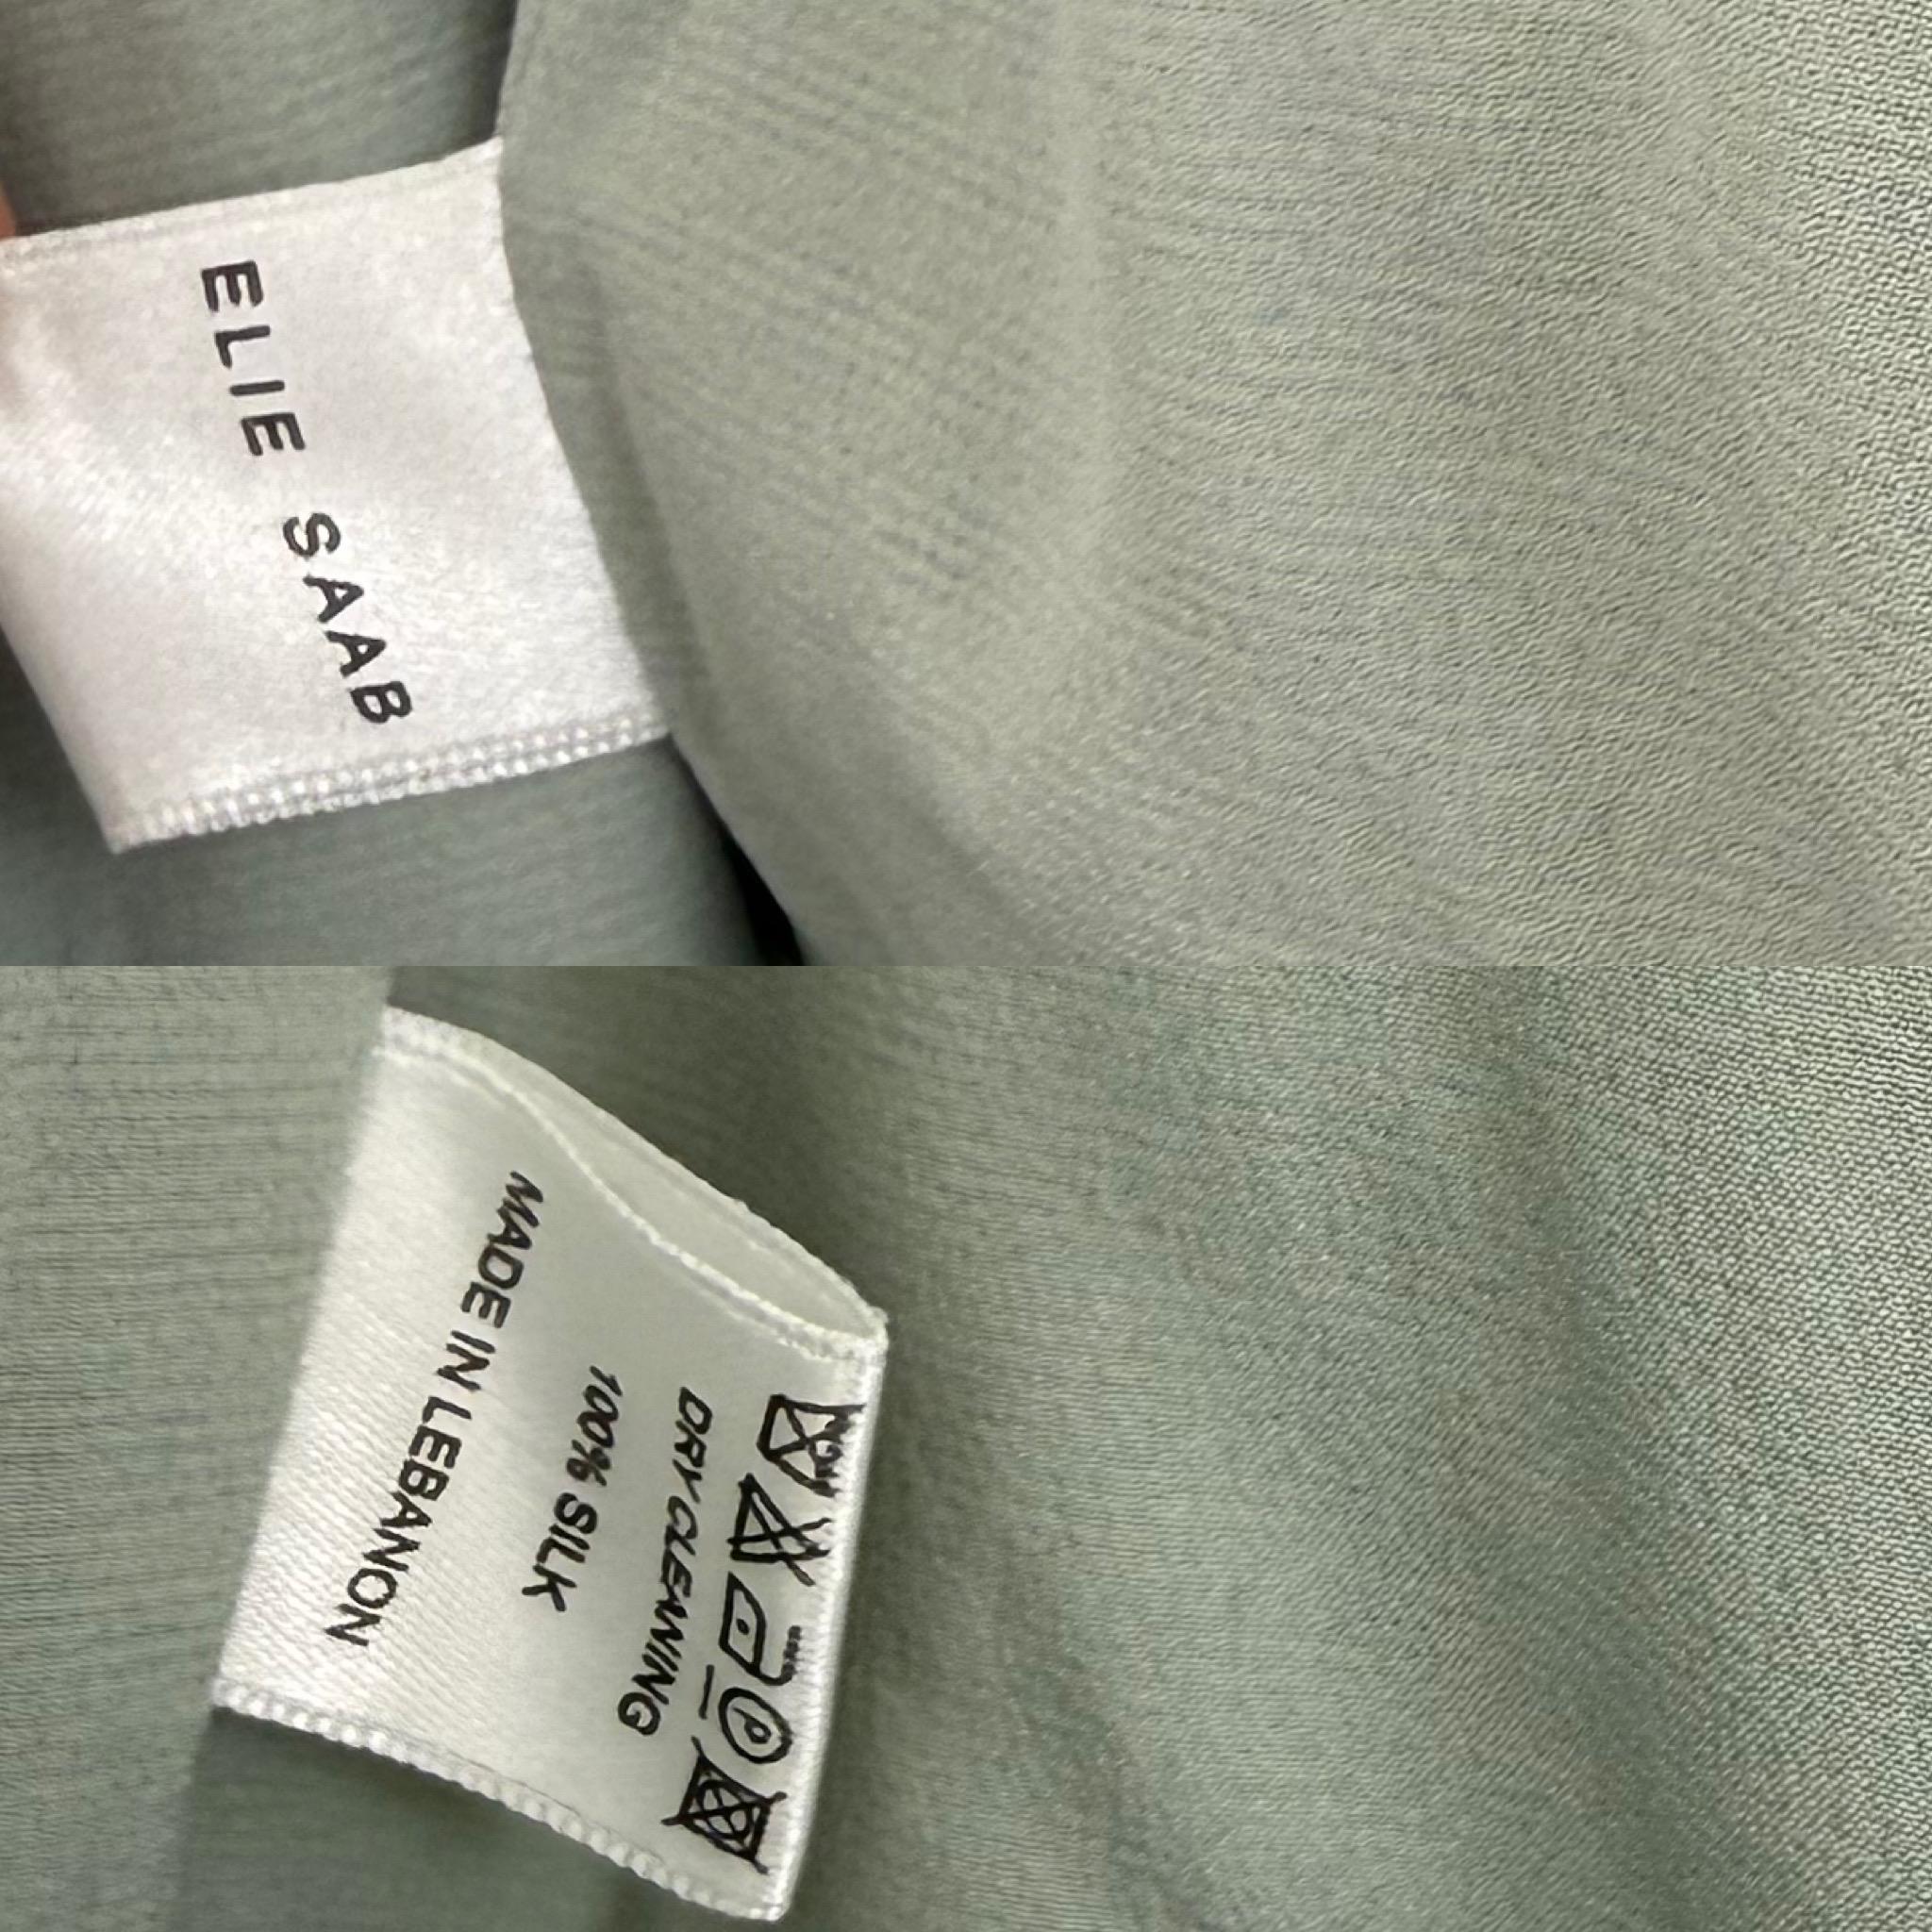 ELIE SAAB
DRY CLEANING
100% SILK
MADE IN LEBANON